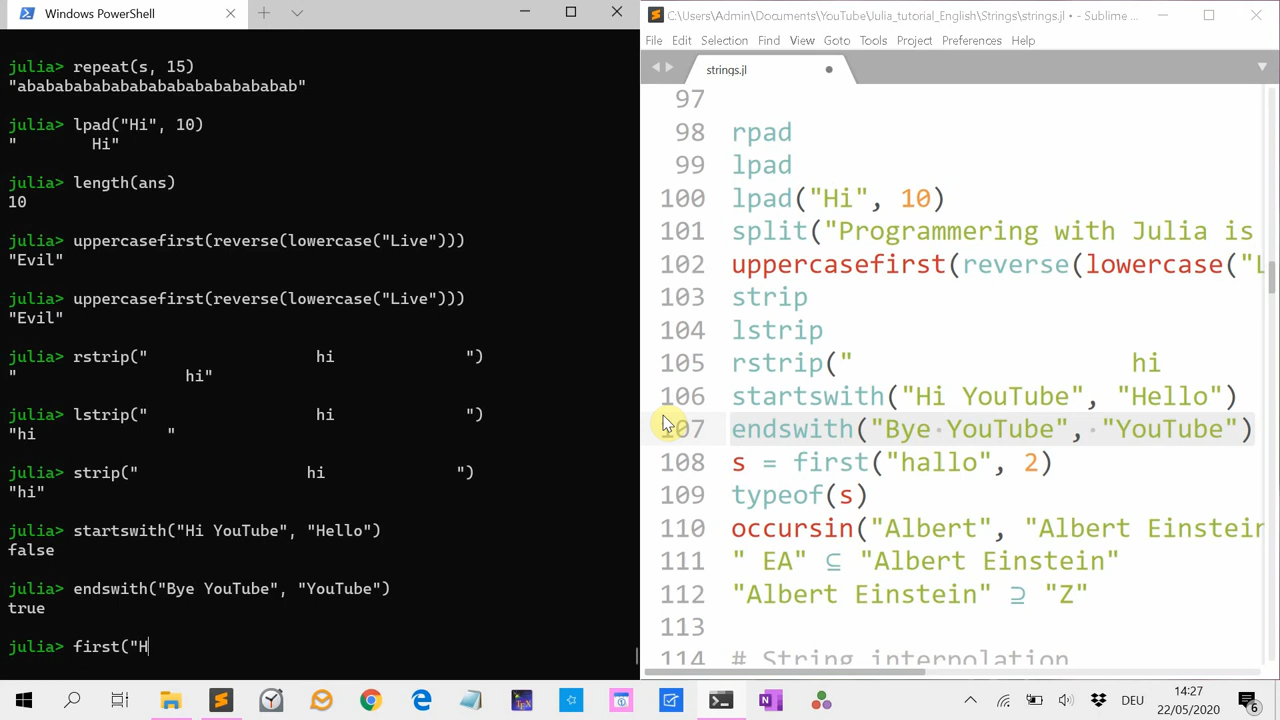 Windows PowerShell
julia> repeat(s, 15)
"ababababababababababababababab"
julia> lpad("Hi", 10)
"        Hi"
julia> length(ans)
10
julia> uppercasefirst(reverse(lowercase("Live")))
"Evil"
julia> uppercasefirst(reverse(lowercase("Live")))
"Evil"
julia> rstrip("                  hi              ")
"                  hi"
julia> lstrip("                  hi              ")
"hi              "
julia> strip("                  hi              ")
"hi"
julia> startswith("Hi YouTube", "Hello")
false
julia> endswith("Bye YouTube", "YouTube")
true
julia> first("H
C:\Users\Admin\Documents\YouTube\Julia_tutorial_English\Strings\strings.jl • - Sublime ...
File Edit Selection Find View Goto Tools Project Preferences Help
strings.jl
97
98 rpad
99 lpad
100 lpad("Hi", 10)
101 split("Programming with Julia is
102 uppercasefirst(reverse(lowercase("L
103 strip
104 lstrip
105 rstrip("                  hi
106 startswith("Hi YouTube", "Hello")
107 endswith("Bye YouTube", "YouTube")
108 s = first("hallo", 2)
109 typeof(s)
110 occursin("Albert", "Albert Einstein
111 " EA" ⊆ "Albert Einstein"
112 "Albert Einstein" ⊇ "Z"
113
114 # String interpolation
DEU
14:27
22/05/2020
6